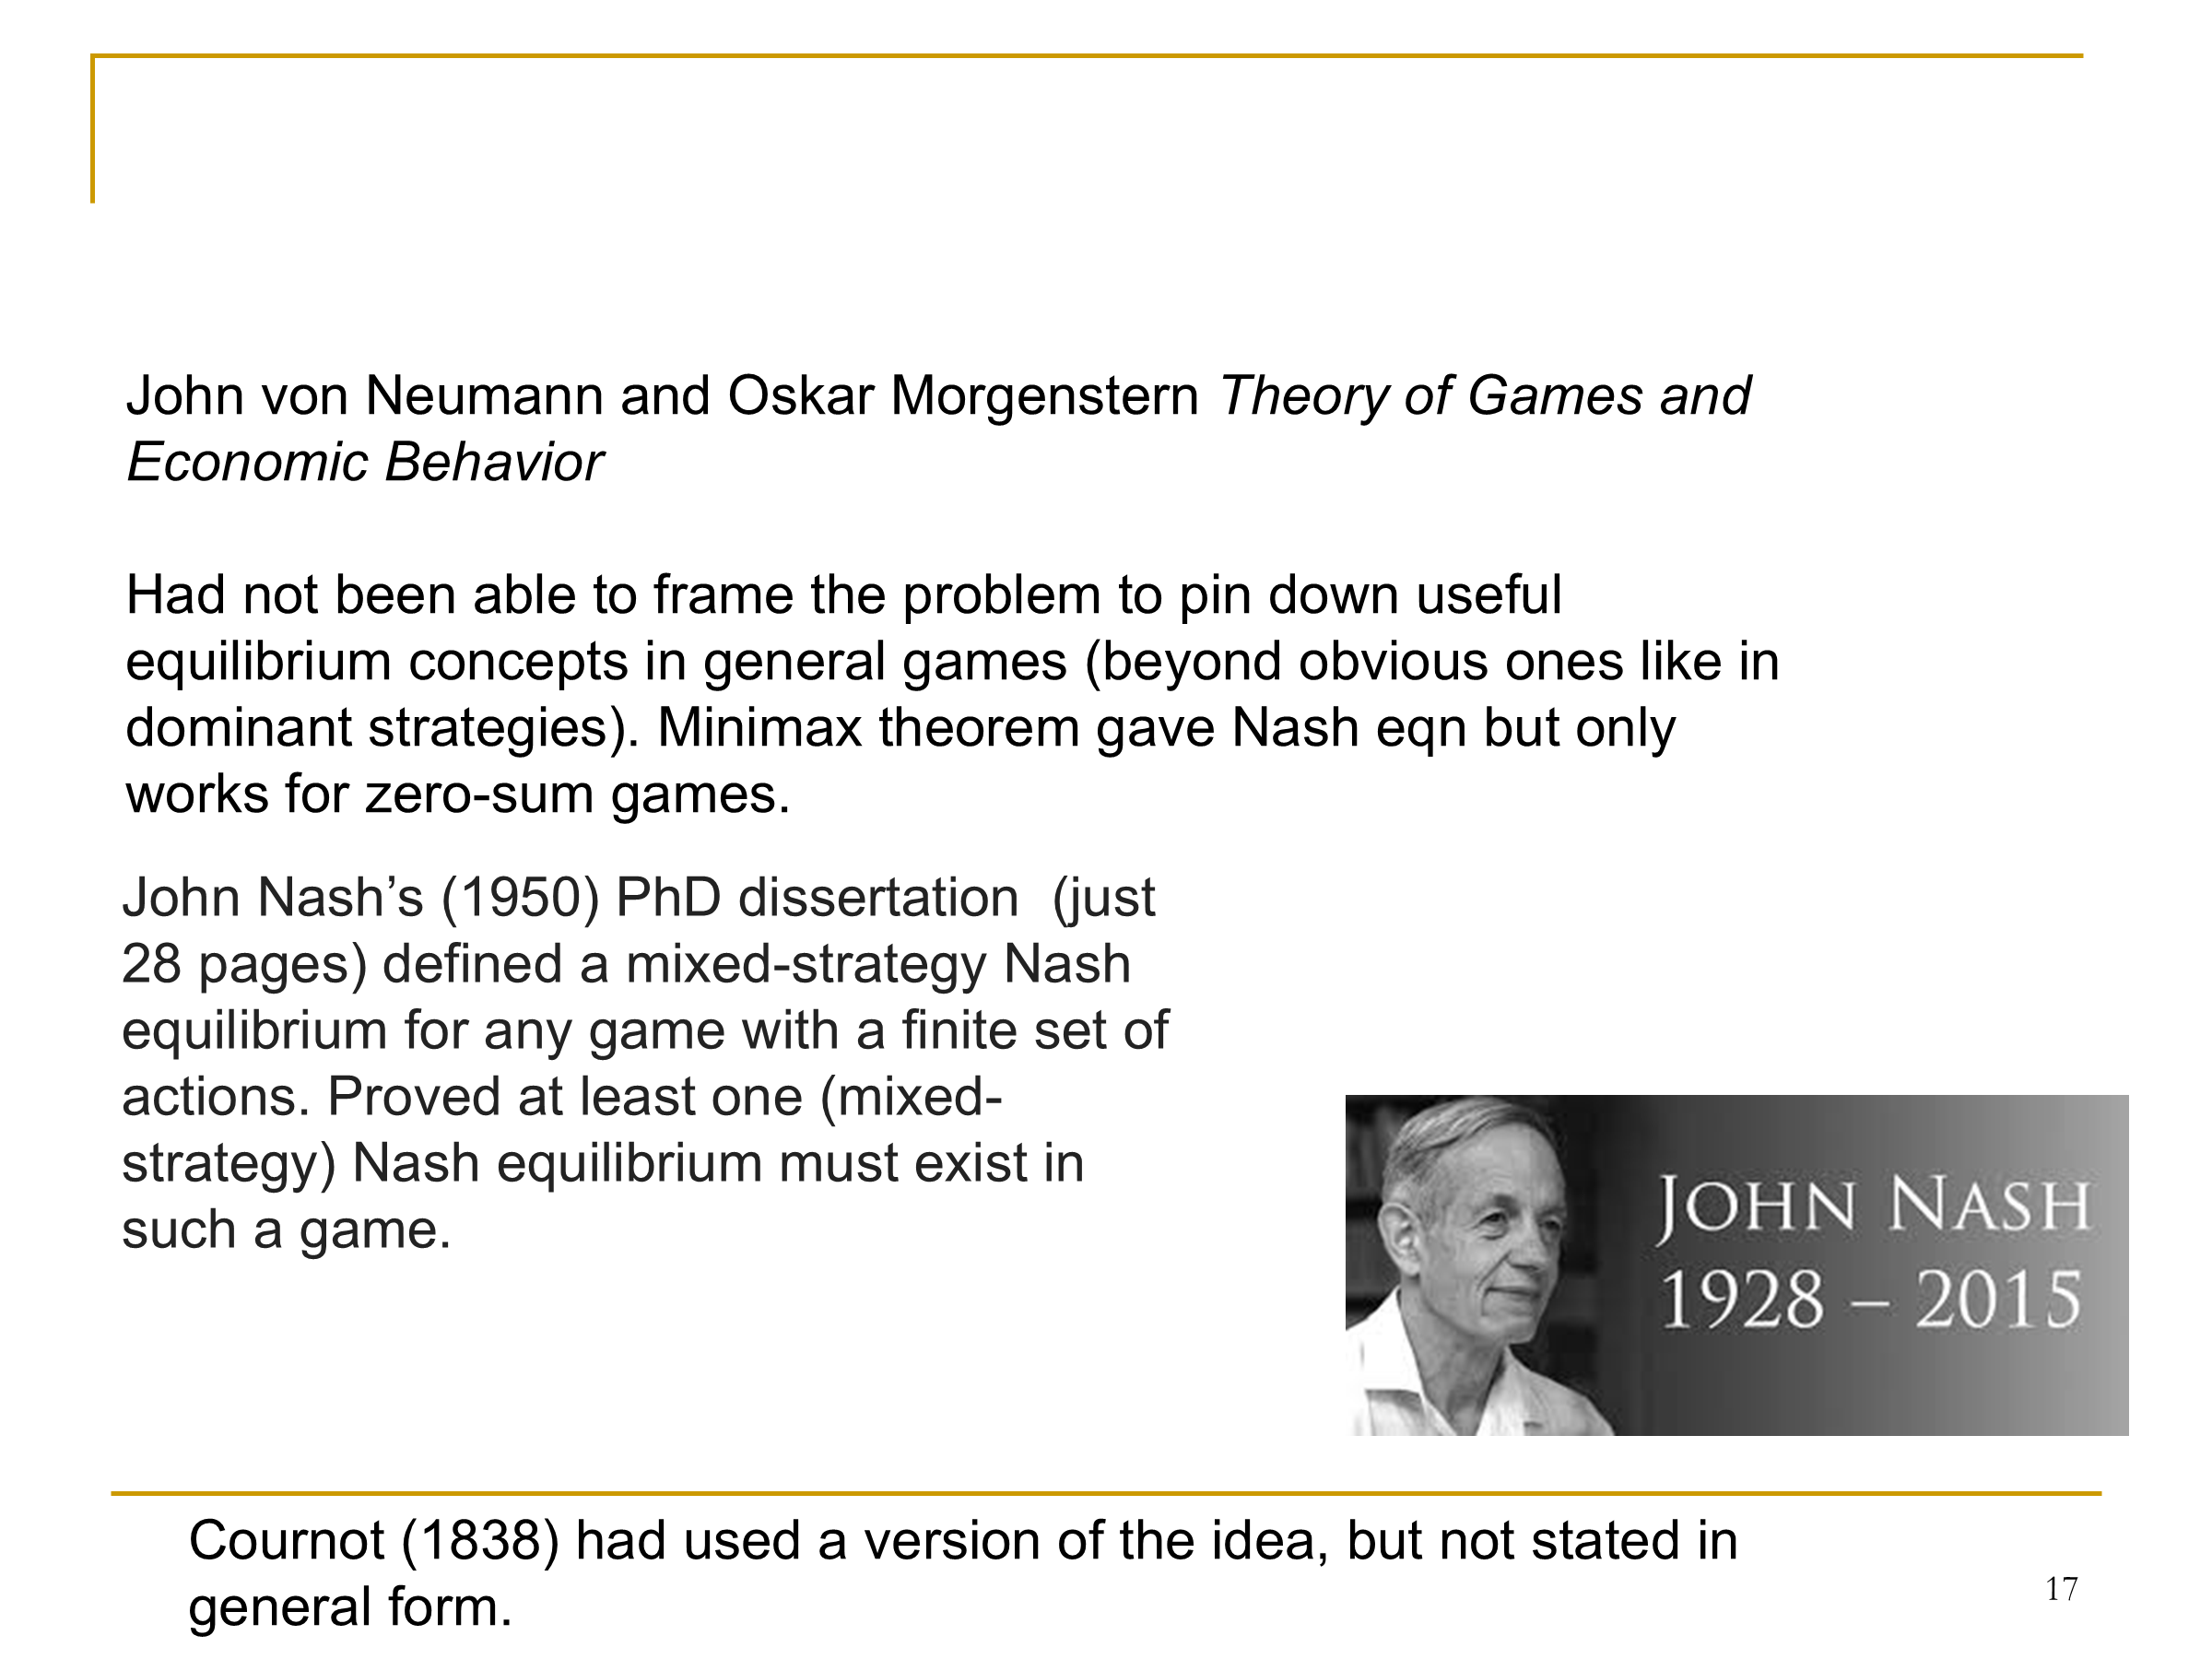 John von Neumann and Oskar Morgenstern Theory of Games and
Economic Behavior
Had not been able to frame the problem to pin down useful
equilibrium concepts in general games (beyond obvious ones like in
dominant strategies). Minimax theorem gave Nash eqn but only
works for zero-sum games.
John Nash’s (1950) PhD dissertation  (just
28 pages) defined a mixed-strategy Nash
equilibrium for any game with a finite set of
actions. Proved at least one (mixed-
strategy) Nash equilibrium must exist in
such a game.
JOHN NASH
1928 – 2015
Cournot (1838) had used a version of the idea, but not stated in
general form.
17